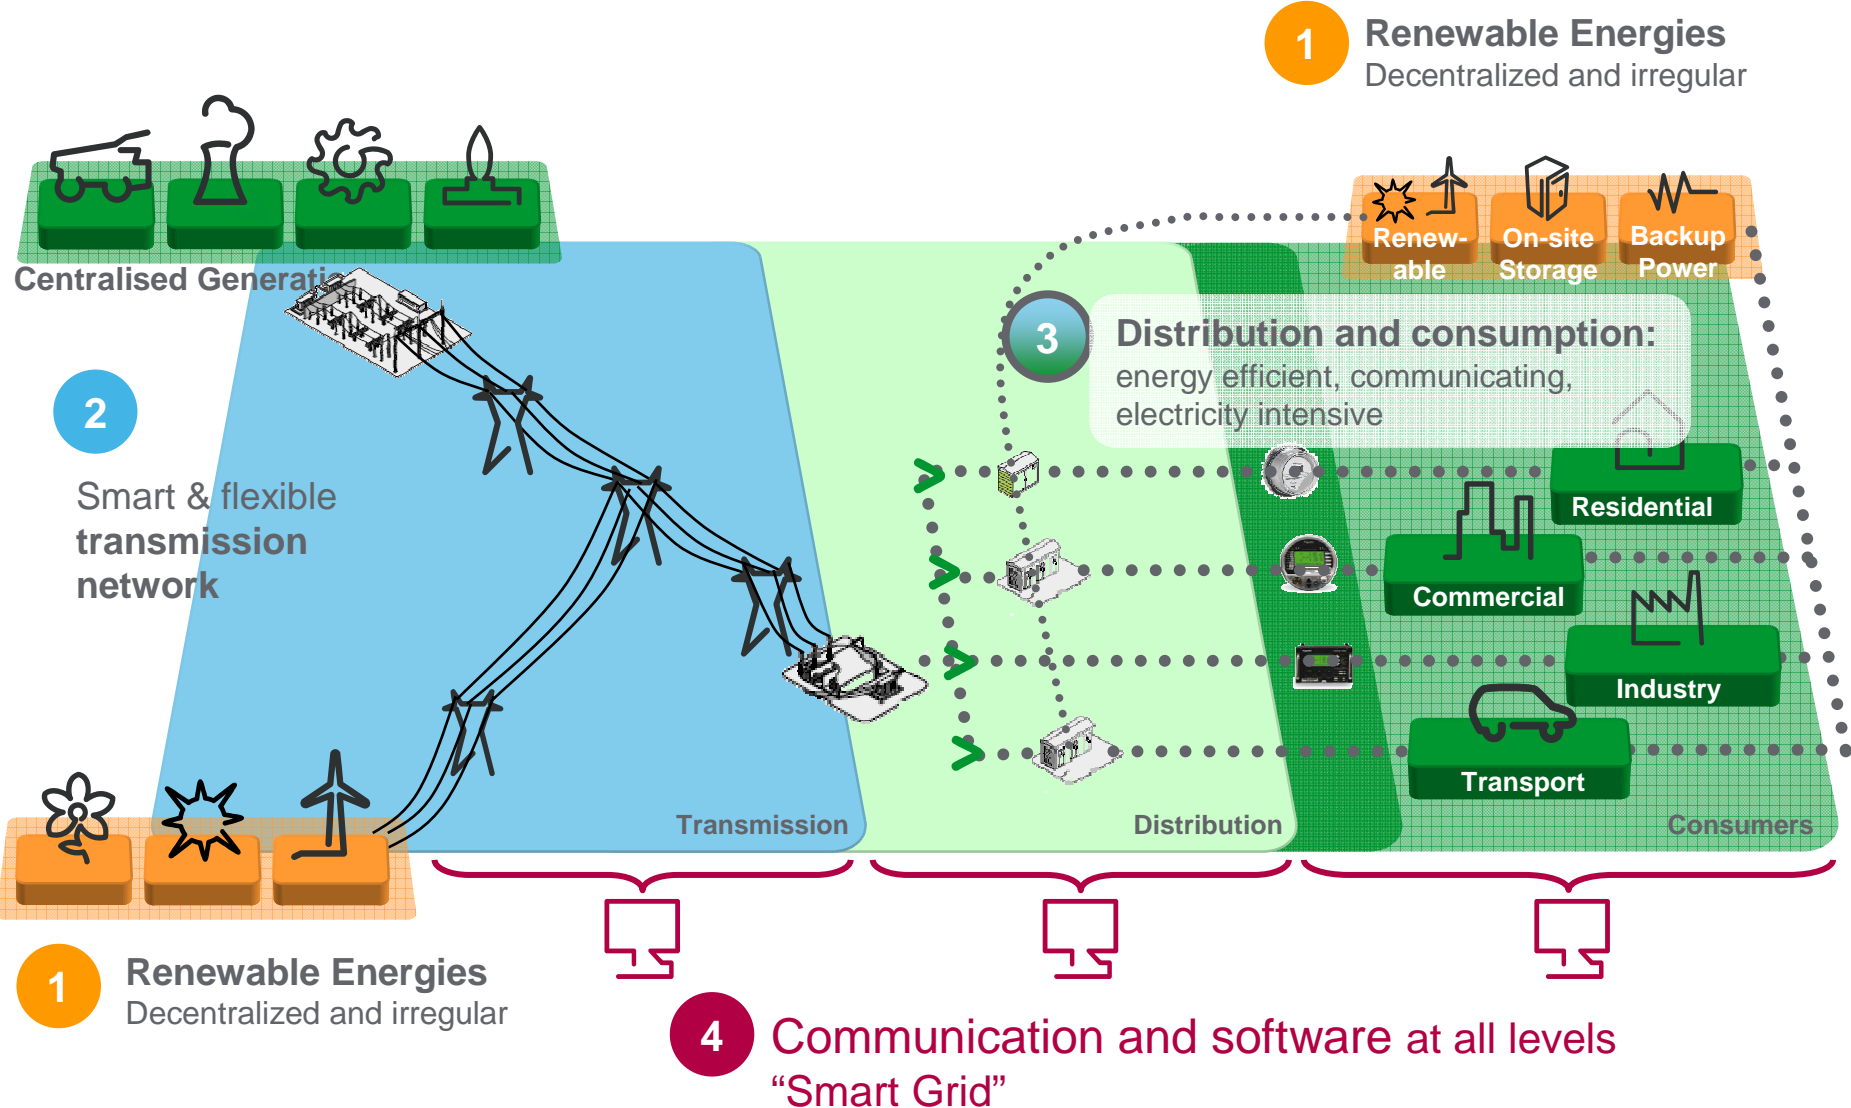 1
Renewable Energies
Decentralized and irregular
Centralised Generati
Renew-
able
On-site
Storage
Backup
Power
3
Distribution and consumption:
energy efficient, communicating,
electricity intensive
2
Smart & flexible
transmission
network
Residential
Commercial
Industry
Transport
Transmission
Distribution
Consumers
1
Renewable Energies
Decentralized and irregular
4
Communication and software at all levels
“Smart Grid”